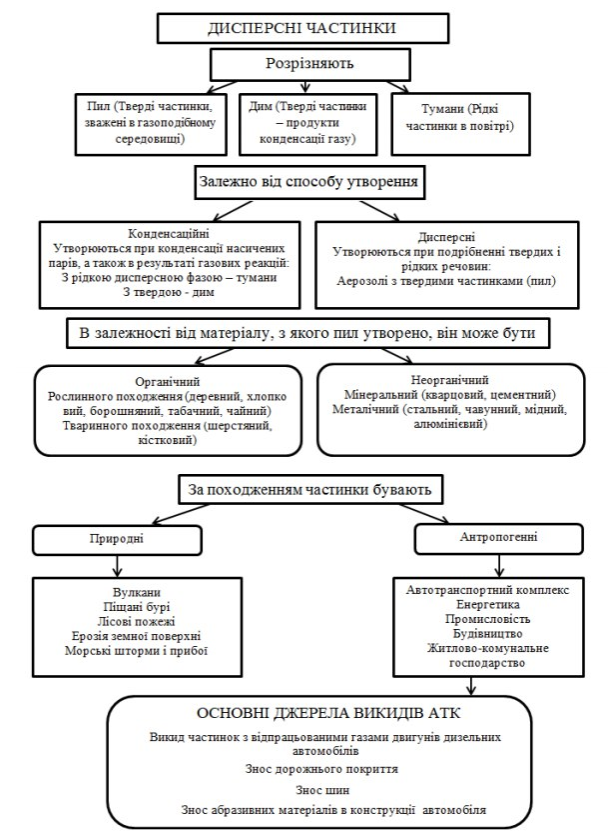 ДИСПЕРСНІ ЧАСТИНКИ
Розрізняють
Пил (Тверді частинки,
зважені в газоподібному
середовищі)
Дим (Тверді частинки
– продукти
конденсації газу)
Тумани (Рідкі
частинки в повітрі)
Залежно від способу утворення
Конденсаційні
Утворюються при конденсації насичених
парів, а також в результаті газових реакцій:
З рідкою дисперсною фазою – тумани
З твердою - дим
Дисперсні
Утворюються при подрібненні твердих і
рідких речовин:
Аерозолі з твердими частинками (пил)
В залежності від матеріалу, з якого пил утворено, він може бути
Органічний
Рослинного походження (деревний, хлопко
вий, борошняний, табачний, чайний)
Тваринного походження (шерстяний,
кістковий)
Неорганічний
Мінеральний (кварцовий, цементний)
Металічний (стальний, чавунний, мідний,
алюмінієвий)
За походженням частинки бувають
Природні
Антропогенні
Вулкани
Піщані бурі
Лісові пожежі
Ерозія земної поверхні
Морські шторми і прибої
Автотранспортний комплекс
Енергетика
Промисловість
Будівництво
Житлово-комунальне
господарство
ОСНОВНІ ДЖЕРЕЛА ВИКИДІВ АТК
Викид частинок з відпрацьованими газами двигунів дизельних
автомобілів
Знос дорожнього покриття
Знос шин
Знос абразивних матеріалів в конструкції автомобіля